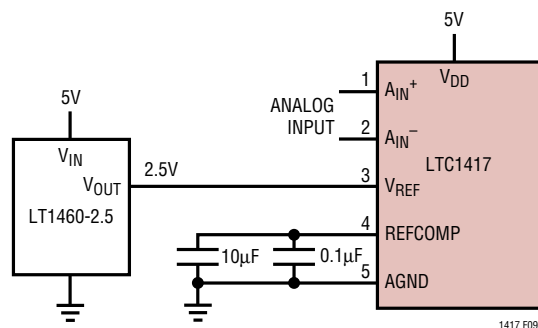 5V
1
A_IN^+
V_DD
ANALOG
INPUT
5V
2
A_IN^−
LTC1417
V_IN
V_OUT
2.5V
3
V_REF
LT1460-2.5
4
REFCOMP
10µF
0.1µF
5
AGND
1417 F09